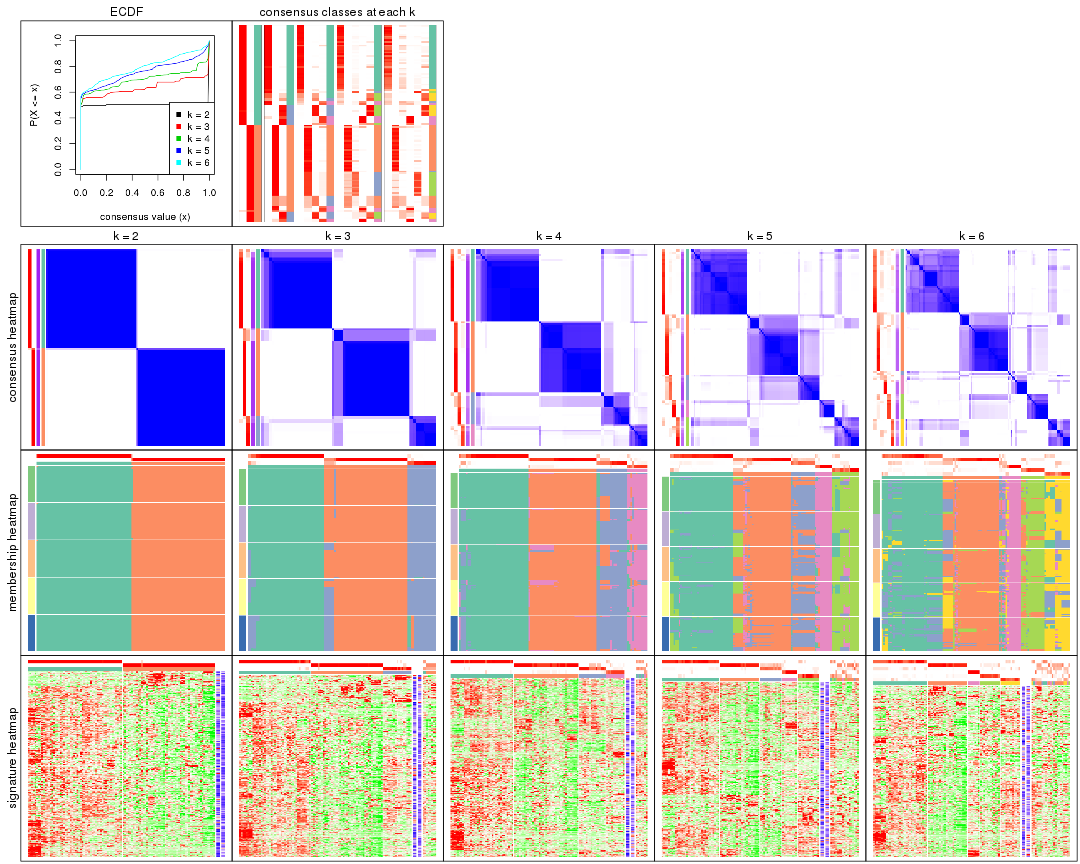 ECDF
consensus classes at each k
P(X <= x)
0.0 0.2 0.4 0.6 0.8 1.0
k = 2
k = 3
k = 4
k = 5
k = 6
0.0 0.2 0.4 0.6 0.8 1.0
consensus value (x)
k = 2
k = 3
k = 4
k = 5
k = 6
consensus heatmap
membership heatmap
signature heatmap